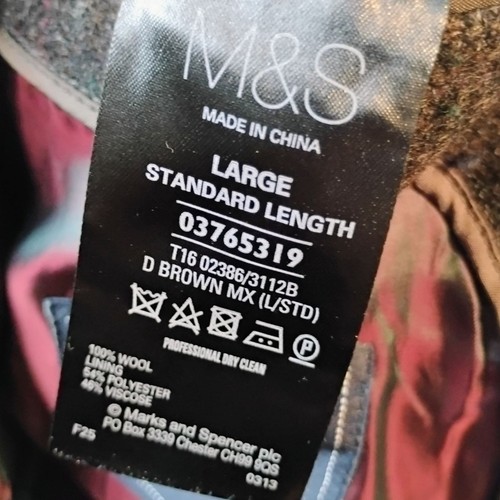 M&S
MADE IN CHINA
LARGE
STANDARD LENGTH
03765319
T16 02386/3112B
D BROWN MX (L/STD)
P
PROFESSIONAL DRY CLEAN
100% WOOL
LINING
54% POLYESTER
46% VISCOSE
© Marks and Spencer plc
PO Box 3339 Chester CH99 9QS
F25
0313